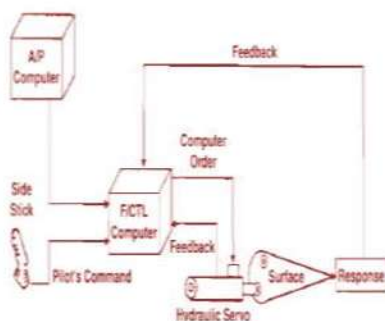 A/P
Computer
Feedback
Computer
Order
Side
Stick
F/CTL
Computer
Feedback
Pilot's Command
Surface
Response
Hydraulic Servo